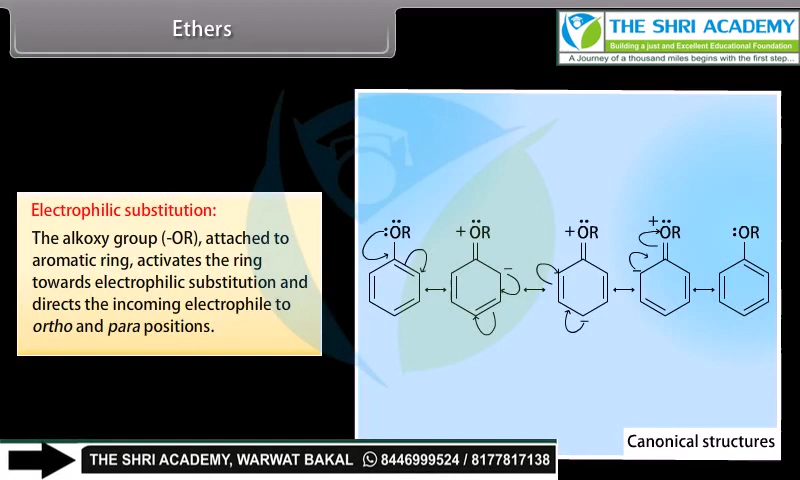 Ethers
THE SHRI ACADEMY
Building a just and Excellent Educational Foundation
A Journey of a thousand miles begins with the first step...
Electrophilic substitution:
The alkoxy group (-OR), attached to
aromatic ring, activates the ring
towards electrophilic substitution and
directs the incoming electrophile to
ortho and para positions.
:ÖR +ÖR +ÖR +ÖR :OR
Canonical structures
THE SHRI ACADEMY, WARWAT BAKAL 8446999524 / 8177817138